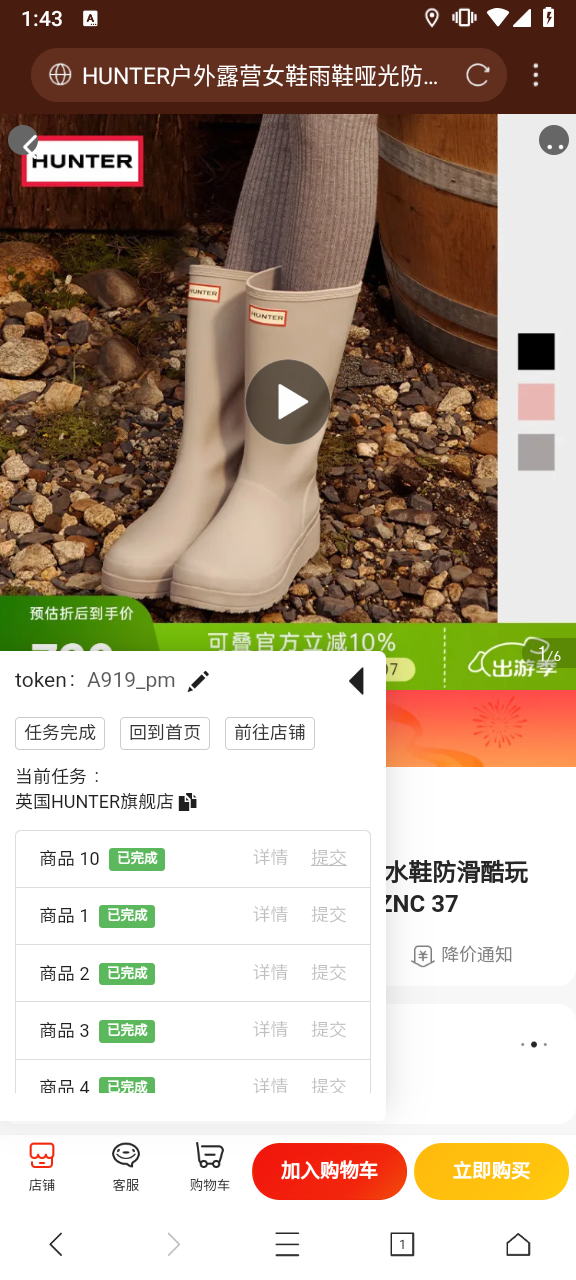 1:43
A
HUNTER户外露营女鞋雨鞋哑光防...
HUNTER
HUNTER
HUNTER
预估折后到手价
可叠官方立减10%
出游季
1/6
token: A919_pm
任务完成 回到首页 前往店铺
当前任务：
英国HUNTER旗舰店
水鞋防滑酷玩
ZNC 37
降价通知
商品 10 已完成 详情 提交
商品 1 已完成 详情 提交
商品 2 已完成 详情 提交
商品 3 已完成 详情 提交
商品 4 已完成 详情 提交
店铺 客服 购物车 加入购物车 立即购买
1